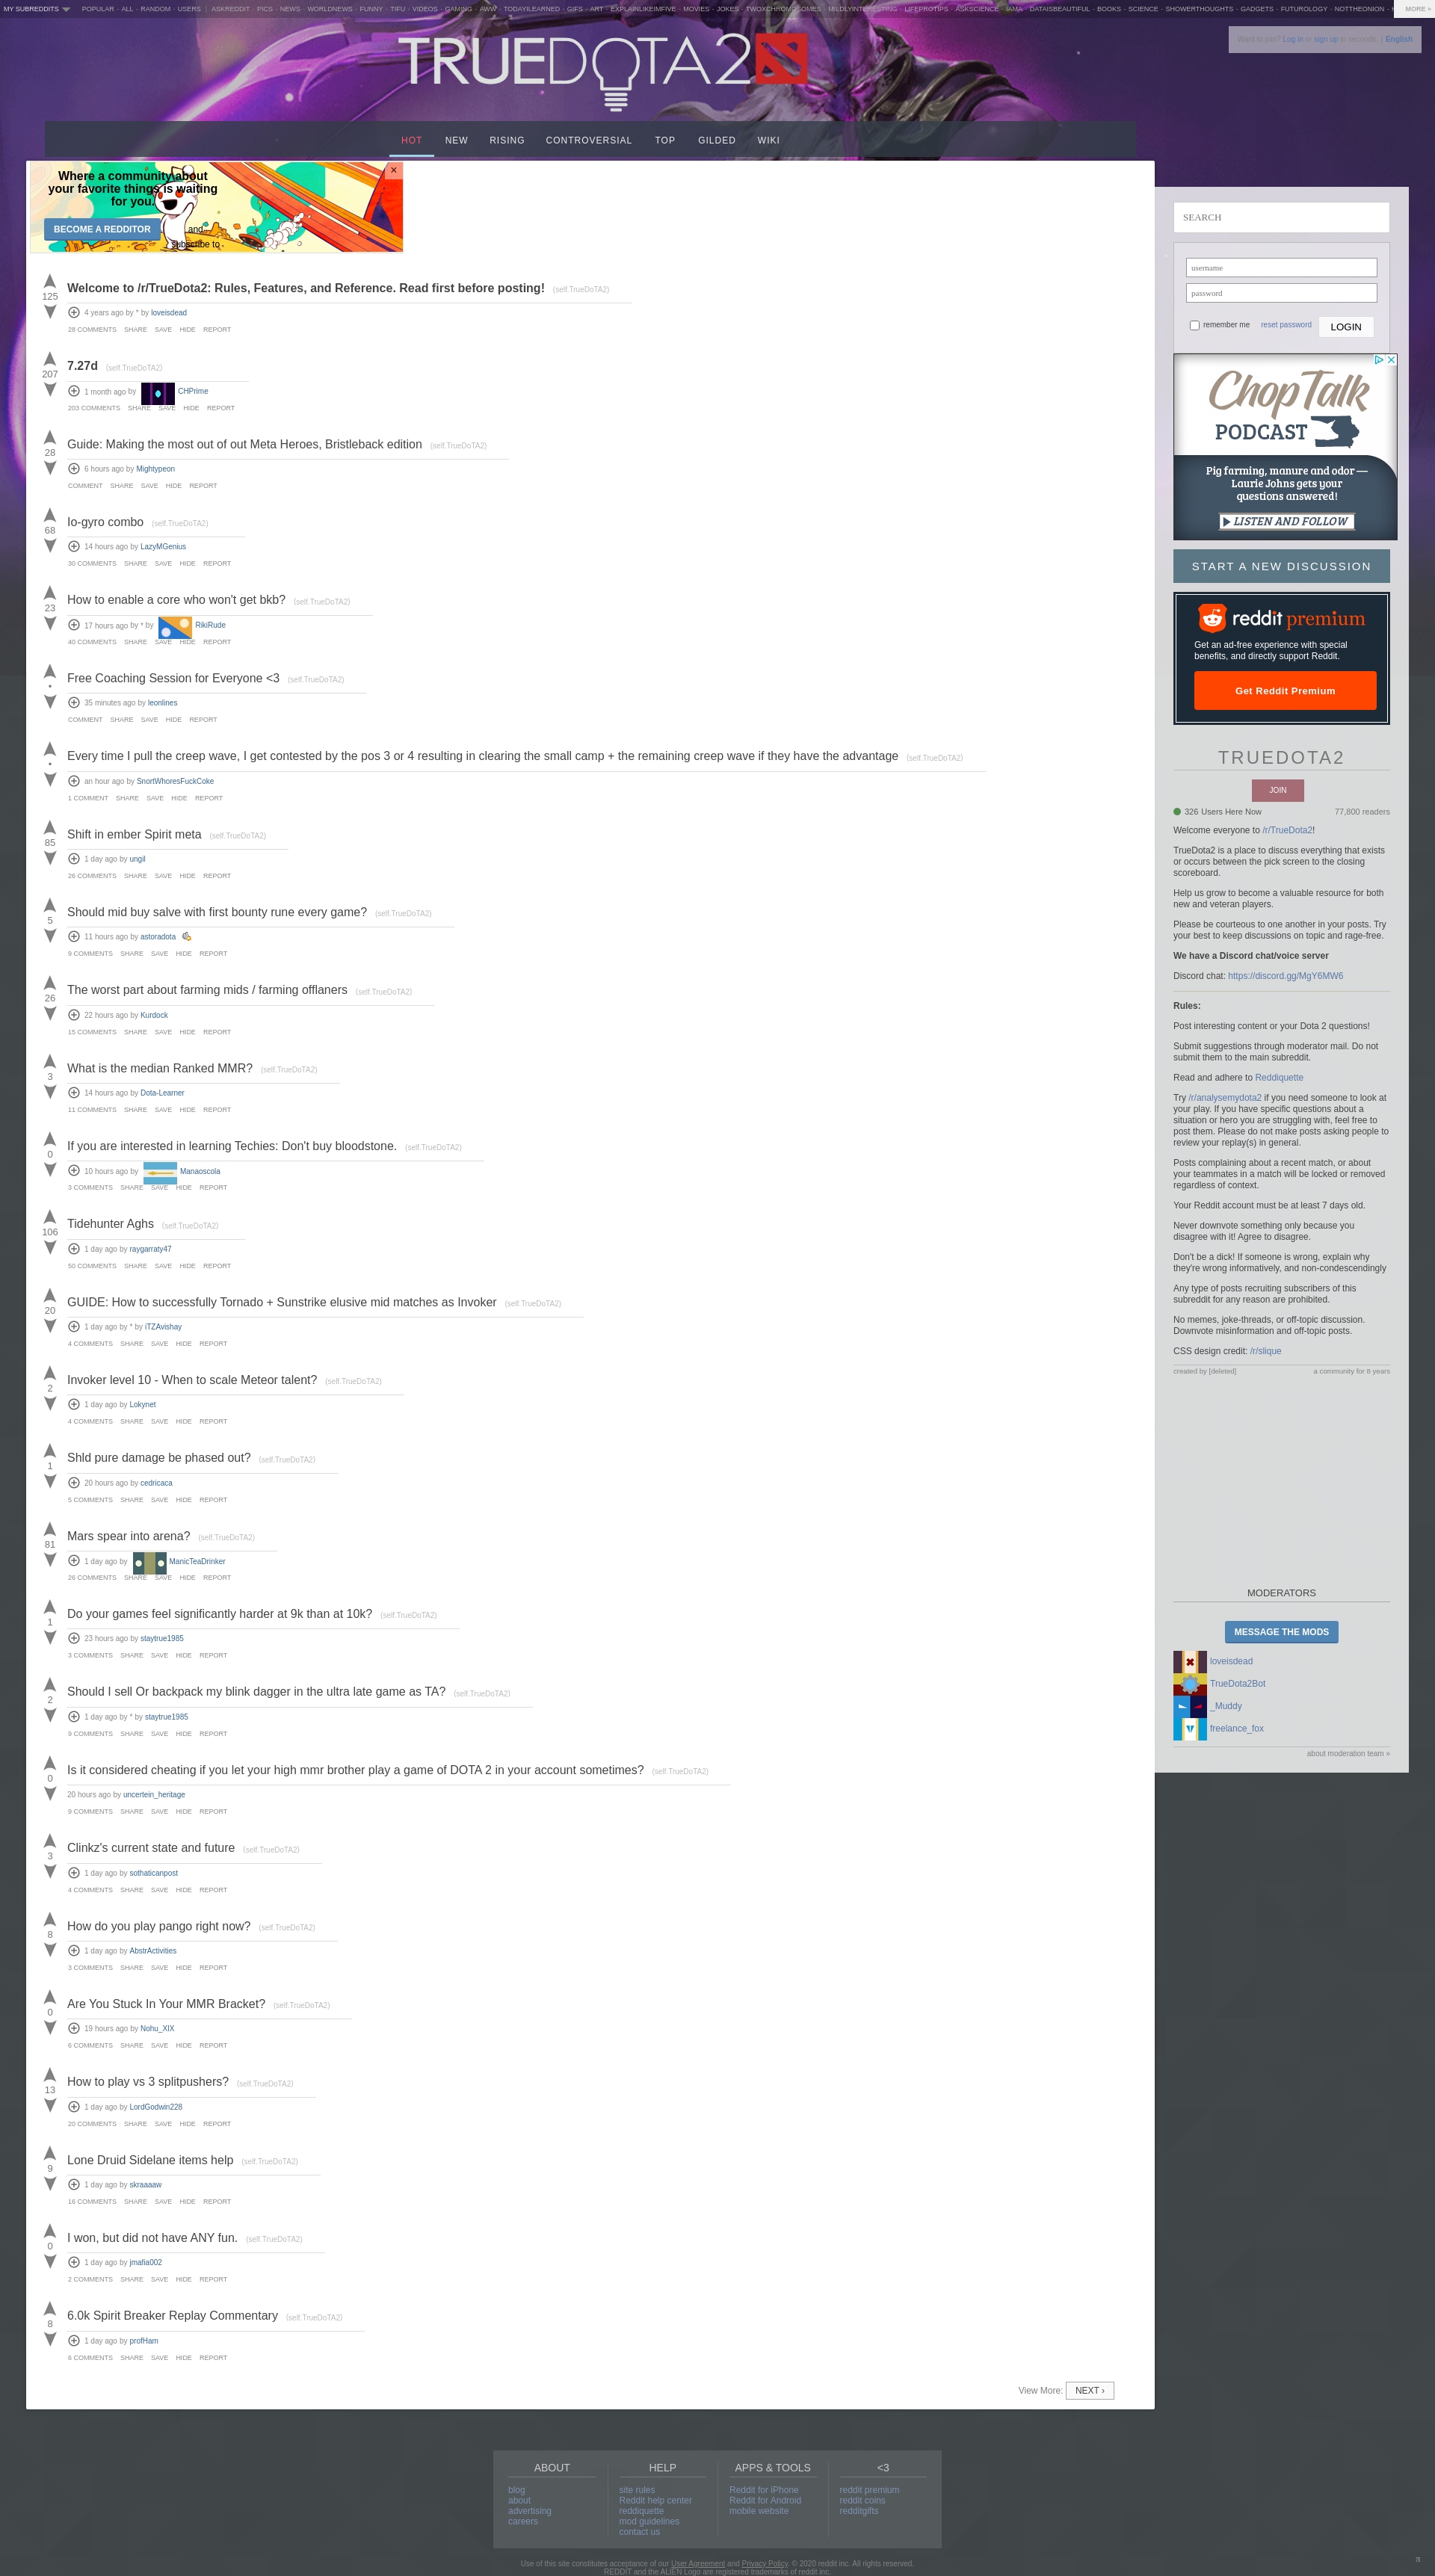 MY SUBREDDITS POPULAR - ALL - RANDOM - USERS | ASKREDDIT - PICS - NEWS - WORLDNEWS - FUNNY - TIFU - VIDEOS - GAMING - AWW - TODAYILEARNED - GIFS - ART - EXPLAINLIKEIMFIVE - MOVIES - JOKES - TWOXCHROMOSOMES - MILDLYINTERESTING - LIFEPROTIPS - ASKSCIENCE - IAMA - DATAISBEAUTIFUL - BOOKS - SCIENCE - SHOWERTHOUGHTS - GADGETS - FUTUROLOGY - NOTTHEONION MORE »
Want to join? Log in or sign up in seconds. | English
TRUEDOTA2
HOT NEW RISING CONTROVERSIAL TOP GILDED WIKI
Where a community about
your favorite things is waiting
for you.
BECOME A REDDITOR and
subscribe to
125
Welcome to /r/TrueDota2: Rules, Features, and Reference. Read first before posting! (self.TrueDoTA2)
4 years ago by * by loveisdead
28 COMMENTS SHARE SAVE HIDE REPORT
207
7.27d (self.TrueDoTA2)
1 month ago by CHPrime
203 COMMENTS SHARE SAVE HIDE REPORT
28
Guide: Making the most out of out Meta Heroes, Bristleback edition (self.TrueDoTA2)
6 hours ago by Mightypeon
COMMENT SHARE SAVE HIDE REPORT
68
Io-gyro combo (self.TrueDoTA2)
14 hours ago by LazyMGenius
30 COMMENTS SHARE SAVE HIDE REPORT
23
How to enable a core who won't get bkb? (self.TrueDoTA2)
17 hours ago by * by RikiRude
40 COMMENTS SHARE SAVE HIDE REPORT
•
Free Coaching Session for Everyone <3 (self.TrueDoTA2)
35 minutes ago by leonlines
COMMENT SHARE SAVE HIDE REPORT
•
Every time I pull the creep wave, I get contested by the pos 3 or 4 resulting in clearing the small camp + the remaining creep wave if they have the advantage (self.TrueDoTA2)
an hour ago by SnortWhoresFuckCoke
1 COMMENT SHARE SAVE HIDE REPORT
85
Shift in ember Spirit meta (self.TrueDoTA2)
1 day ago by ungil
26 COMMENTS SHARE SAVE HIDE REPORT
5
Should mid buy salve with first bounty rune every game? (self.TrueDoTA2)
11 hours ago by astoradota
9 COMMENTS SHARE SAVE HIDE REPORT
26
The worst part about farming mids / farming offlaners (self.TrueDoTA2)
22 hours ago by Kurdock
15 COMMENTS SHARE SAVE HIDE REPORT
3
What is the median Ranked MMR? (self.TrueDoTA2)
14 hours ago by Dota-Learner
11 COMMENTS SHARE SAVE HIDE REPORT
0
If you are interested in learning Techies: Don't buy bloodstone. (self.TrueDoTA2)
10 hours ago by Manaoscola
3 COMMENTS SHARE SAVE HIDE REPORT
106
Tidehunter Aghs (self.TrueDoTA2)
1 day ago by raygarraty47
50 COMMENTS SHARE SAVE HIDE REPORT
20
GUIDE: How to successfully Tornado + Sunstrike elusive mid matches as Invoker (self.TrueDoTA2)
1 day ago by * by iTZAvishay
4 COMMENTS SHARE SAVE HIDE REPORT
2
Invoker level 10 - When to scale Meteor talent? (self.TrueDoTA2)
1 day ago by Lokynet
4 COMMENTS SHARE SAVE HIDE REPORT
1
Shld pure damage be phased out? (self.TrueDoTA2)
20 hours ago by cedricaca
5 COMMENTS SHARE SAVE HIDE REPORT
81
Mars spear into arena? (self.TrueDoTA2)
1 day ago by ManicTeaDrinker
26 COMMENTS SHARE SAVE HIDE REPORT
1
Do your games feel significantly harder at 9k than at 10k? (self.TrueDoTA2)
23 hours ago by staytrue1985
3 COMMENTS SHARE SAVE HIDE REPORT
2
Should I sell Or backpack my blink dagger in the ultra late game as TA? (self.TrueDoTA2)
1 day ago by * by staytrue1985
9 COMMENTS SHARE SAVE HIDE REPORT
0
Is it considered cheating if you let your high mmr brother play a game of DOTA 2 in your account sometimes? (self.TrueDoTA2)
20 hours ago by uncertein_heritage
9 COMMENTS SHARE SAVE HIDE REPORT
3
Clinkz's current state and future (self.TrueDoTA2)
1 day ago by sothaticanpost
4 COMMENTS SHARE SAVE HIDE REPORT
8
How do you play pango right now? (self.TrueDoTA2)
1 day ago by AbstrActivities
3 COMMENTS SHARE SAVE HIDE REPORT
0
Are You Stuck In Your MMR Bracket? (self.TrueDoTA2)
19 hours ago by Nohu_XIX
6 COMMENTS SHARE SAVE HIDE REPORT
13
How to play vs 3 splitpushers? (self.TrueDoTA2)
1 day ago by LordGodwin228
20 COMMENTS SHARE SAVE HIDE REPORT
9
Lone Druid Sidelane items help (self.TrueDoTA2)
1 day ago by skraaaaw
16 COMMENTS SHARE SAVE HIDE REPORT
0
I won, but did not have ANY fun. (self.TrueDoTA2)
1 day ago by jmafia002
2 COMMENTS SHARE SAVE HIDE REPORT
8
6.0k Spirit Breaker Replay Commentary (self.TrueDoTA2)
1 day ago by profHam
6 COMMENTS SHARE SAVE HIDE REPORT
View More: NEXT ›
SEARCH
username
password
remember me reset password LOGIN
Chop Talk
PODCAST
Pig farming, manure and odor —
Laurie Johns gets your
questions answered!
LISTEN AND FOLLOW
START A NEW DISCUSSION
reddit premium
Get an ad-free experience with special
benefits, and directly support Reddit.
Get Reddit Premium
TRUEDOTA2
JOIN
326 Users Here Now 77,800 readers
Welcome everyone to /r/TrueDota2!
TrueDota2 is a place to discuss everything that exists
or occurs between the pick screen to the closing
scoreboard.
Help us grow to become a valuable resource for both
new and veteran players.
Please be courteous to one another in your posts. Try
your best to keep discussions on topic and rage-free.
We have a Discord chat/voice server
Discord chat: https://discord.gg/MgY6MW6
Rules:
Post interesting content or your Dota 2 questions!
Submit suggestions through moderator mail. Do not
submit them to the main subreddit.
Read and adhere to Reddiquette
Try /r/analysemydota2 if you need someone to look at
your play. If you have specific questions about a
situation or hero you are struggling with, feel free to
post them. Please do not make posts asking people to
review your replay(s) in general.
Posts complaining about a recent match, or about
your teammates in a match will be locked or removed
regardless of context.
Your Reddit account must be at least 7 days old.
Never downvote something only because you
disagree with it! Agree to disagree.
Don't be a dick! If someone is wrong, explain why
they're wrong informatively, and non-condescendingly
Any type of posts recruiting subscribers of this
subreddit for any reason are prohibited.
No memes, joke-threads, or off-topic discussion.
Downvote misinformation and off-topic posts.
CSS design credit: /r/slique
created by [deleted] a community for 8 years
MODERATORS
MESSAGE THE MODS
loveisdead
TrueDota2Bot
_Muddy
freelance_fox
about moderation team »
ABOUT
blog
about
advertising
careers
HELP
site rules
Reddit help center
reddiquette
mod guidelines
contact us
APPS & TOOLS
Reddit for iPhone
Reddit for Android
mobile website
<3
reddit premium
reddit coins
redditgifts
Use of this site constitutes acceptance of our User Agreement and Privacy Policy. © 2020 reddit inc. All rights reserved.
REDDIT and the ALIEN Logo are registered trademarks of reddit inc.
π